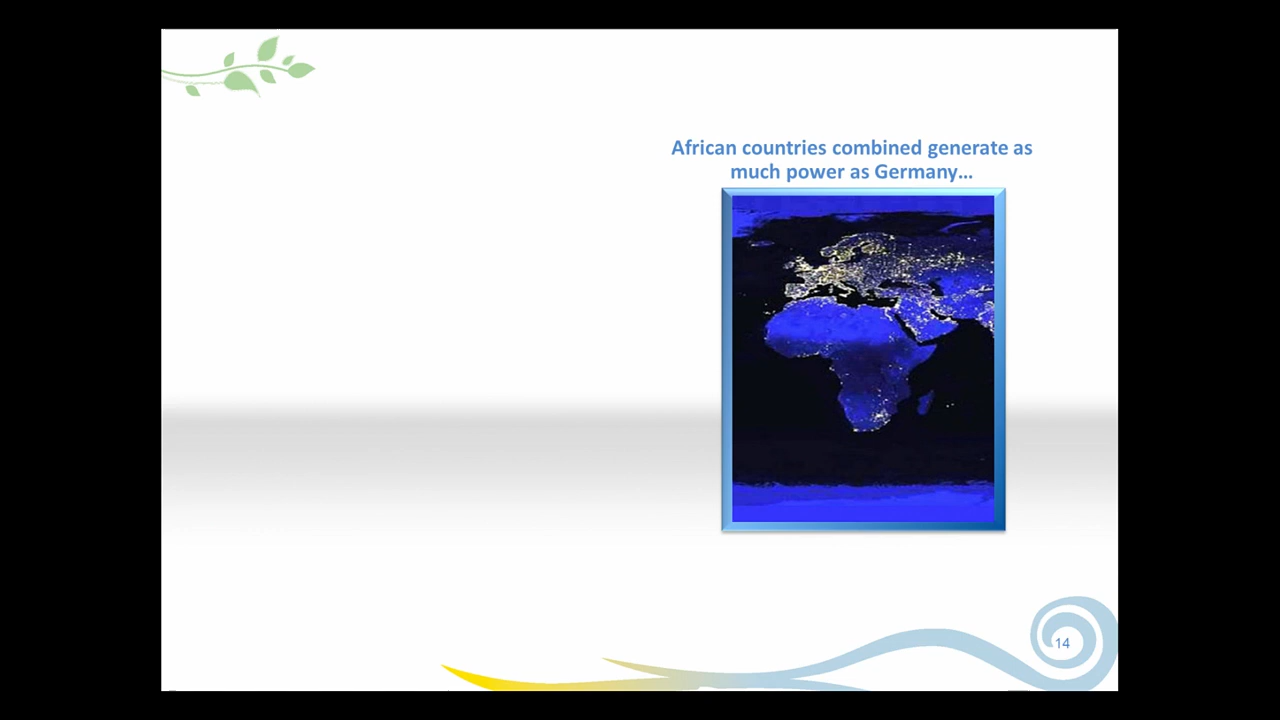 African countries combined generate as
much power as Germany…
14